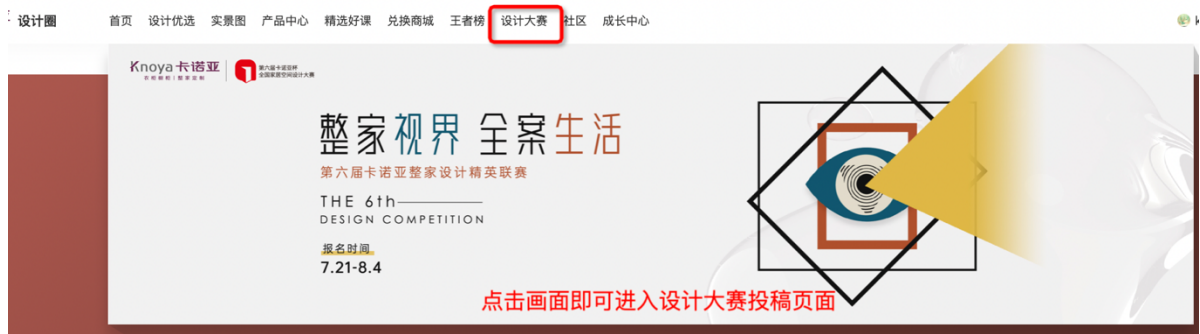 设计圈 首页 设计优选 实景图 产品中心 精选好课 兑换商城 王者榜 设计大赛 社区 成长中心
Knoya 卡诺亚
第六届卡诺亚杯
全国家居空间设计大赛
整家视界 全案生活
第六届卡诺亚整家设计精英联赛
THE 6th
DESIGN COMPETITION
报名时间
7.21-8.4
点击画面即可进入设计大赛投稿页面